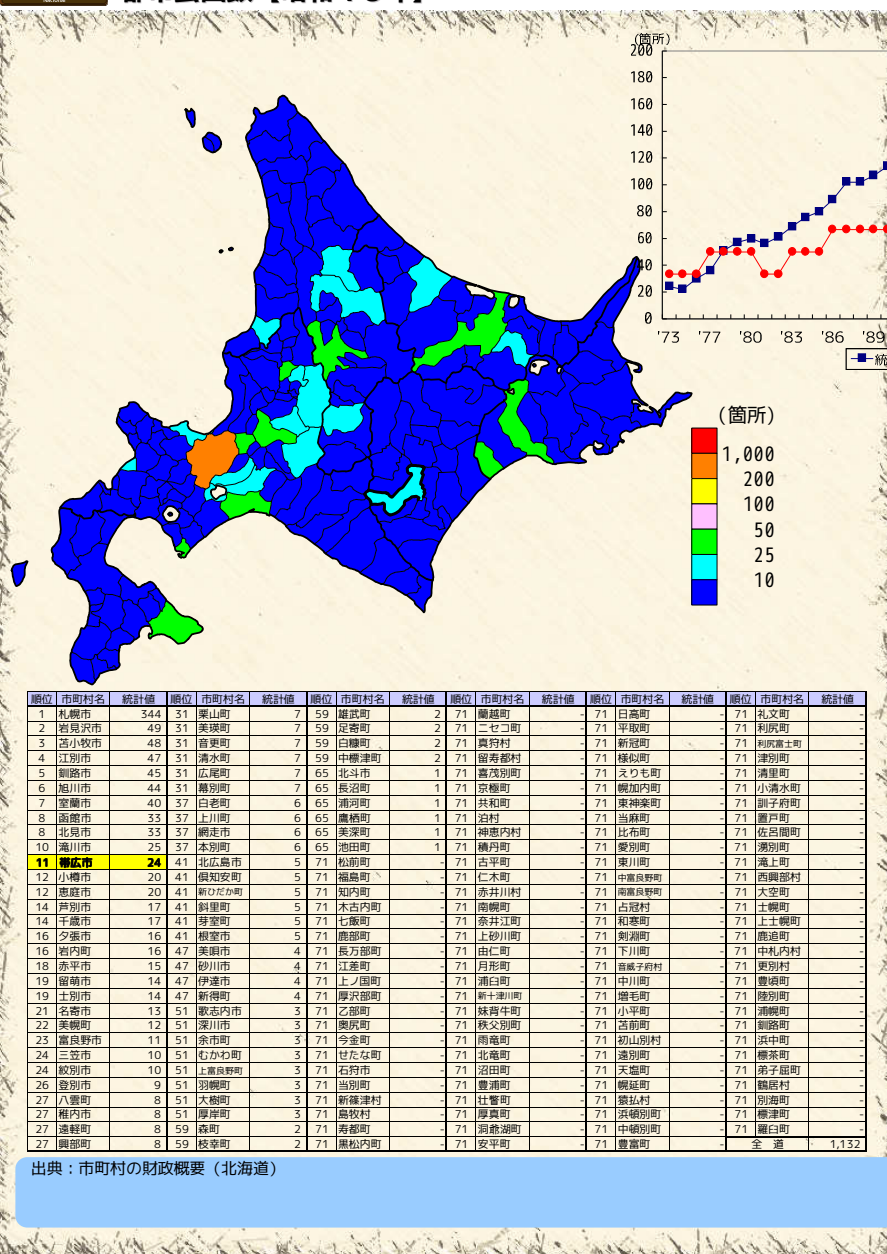 (箇所)
200
180
160
140
120
100
80
60
40
20
0
'73 '77 '80 '83 '86 '89
統
(箇所)
1,000
200
100
50
25
10
順位 市町村名 統計値 順位 市町村名 統計値 順位 市町村名 統計値 順位 市町村名 統計値 順位 市町村名 統計値 順位 市町村名 統計値
1 札幌市 344 31 栗山町 7 59 雄武町 2 71 蘭越町 - 71 日高町 - 71 礼文町 -
2 岩見沢市 49 31 美瑛町 7 59 足寄町 2 71 ニセコ町 - 71 平取町 - 71 利尻町 -
3 苫小牧市 48 31 音更町 7 59 白糠町 2 71 真狩村 - 71 新冠町 - 71 利尻富士町 -
4 江別市 47 31 清水町 7 59 中標津町 2 71 留寿都村 - 71 様似町 - 71 津別町 -
5 釧路市 45 31 広尾町 7 65 北斗市 1 71 喜茂別町 - 71 えりも町 - 71 清里町 -
6 旭川市 44 31 幕別町 7 65 長沼町 1 71 京極町 - 71 幌加内町 - 71 小清水町 -
7 室蘭市 40 37 白老町 6 65 浦河町 1 71 共和町 - 71 東神楽町 - 71 訓子府町 -
8 函館市 33 37 上川町 6 65 鷹栖町 1 71 泊村 - 71 当麻町 - 71 置戸町 -
8 北見市 33 37 網走市 6 65 美深町 1 71 神恵内村 - 71 比布町 - 71 佐呂間町 -
10 滝川市 25 37 本別町 6 65 池田町 1 71 積丹町 - 71 愛別町 - 71 湧別町 -
11 帯広市 24 41 北広島市 5 71 松前町 - 71 古平町 - 71 東川町 - 71 滝上町 -
12 小樽市 20 41 倶知安町 5 71 福島町 - 71 仁木町 - 71 中富良野町 - 71 西興部村 -
12 恵庭市 20 41 新ひだか町 5 71 知内町 - 71 赤井川村 - 71 南富良野町 - 71 大空町 -
14 芦別市 17 41 斜里町 5 71 木古内町 - 71 南幌町 - 71 占冠村 - 71 士幌町 -
14 千歳市 17 41 芽室町 5 71 七飯町 - 71 奈井江町 - 71 和寒町 - 71 上士幌町 -
16 夕張市 16 41 根室市 5 71 鹿部町 - 71 上砂川町 - 71 剣淵町 - 71 鹿追町 -
16 岩内町 16 47 美唄市 4 71 長万部町 - 71 由仁町 - 71 下川町 - 71 中札内村 -
18 赤平市 15 47 砂川市 4 71 江差町 - 71 月形町 - 71 音威子府村 - 71 更別村 -
19 留萌市 14 47 伊達市 4 71 上ノ国町 - 71 浦臼町 - 71 中川町 - 71 豊頃町 -
19 士別市 14 47 新得町 4 71 厚沢部町 - 71 新十津川町 - 71 増毛町 - 71 陸別町 -
21 名寄市 13 51 歌志内市 3 71 乙部町 - 71 妹背牛町 - 71 小平町 - 71 浦幌町 -
22 美幌町 12 51 深川市 3 71 奥尻町 - 71 秩父別町 - 71 苫前町 - 71 釧路町 -
23 富良野市 11 51 余市町 3 71 今金町 - 71 雨竜町 - 71 初山別村 - 71 浜中町 -
24 三笠市 10 51 むかわ町 3 71 せたな町 - 71 北竜町 - 71 遠別町 - 71 標茶町 -
24 紋別市 10 51 上富良野町 3 71 石狩市 - 71 沼田町 - 71 天塩町 - 71 弟子屈町 -
26 登別市 9 51 羽幌町 3 71 当別町 - 71 豊浦町 - 71 幌延町 - 71 鶴居村 -
27 八雲町 8 51 大樹町 3 71 新篠津村 - 71 壮瞥町 - 71 猿払村 - 71 別海町 -
27 稚内市 8 51 厚岸町 3 71 島牧村 - 71 厚真町 - 71 浜頓別町 - 71 標津町 -
27 遠軽町 8 59 森町 2 71 寿都町 - 71 洞爺湖町 - 71 中頓別町 - 71 羅臼町 -
27 興部町 8 59 枝幸町 2 71 黒松内町 - 71 安平町 - 71 豊富町 - 全 道 1,132
出典：市町村の財政概要（北海道）